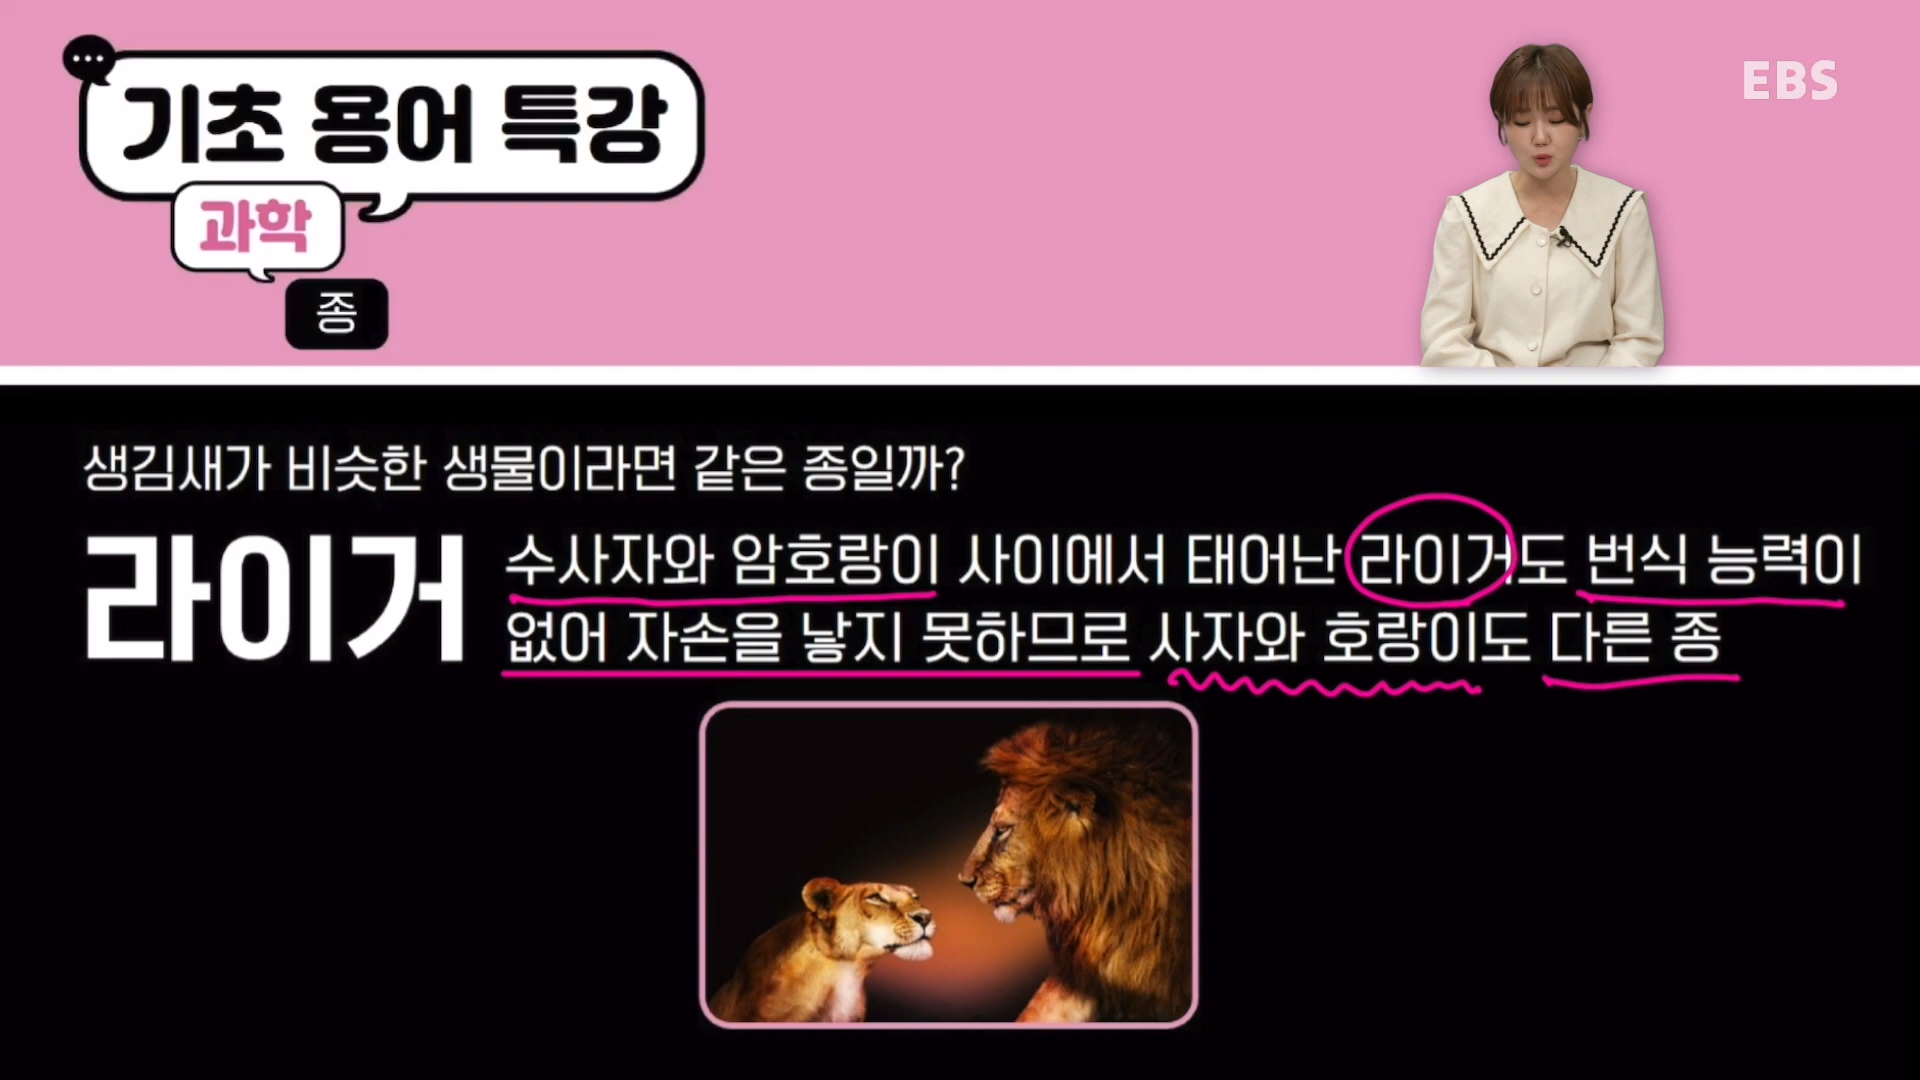 기초 용어 특강
과학
종
EBS
생김새가 비슷한 생물이라면 같은 종일까?
라이거
수사자와 암호랑이 사이에서 태어난 라이거도 번식 능력이
없어 자손을 낳지 못하므로 사자와 호랑이도 다른 종